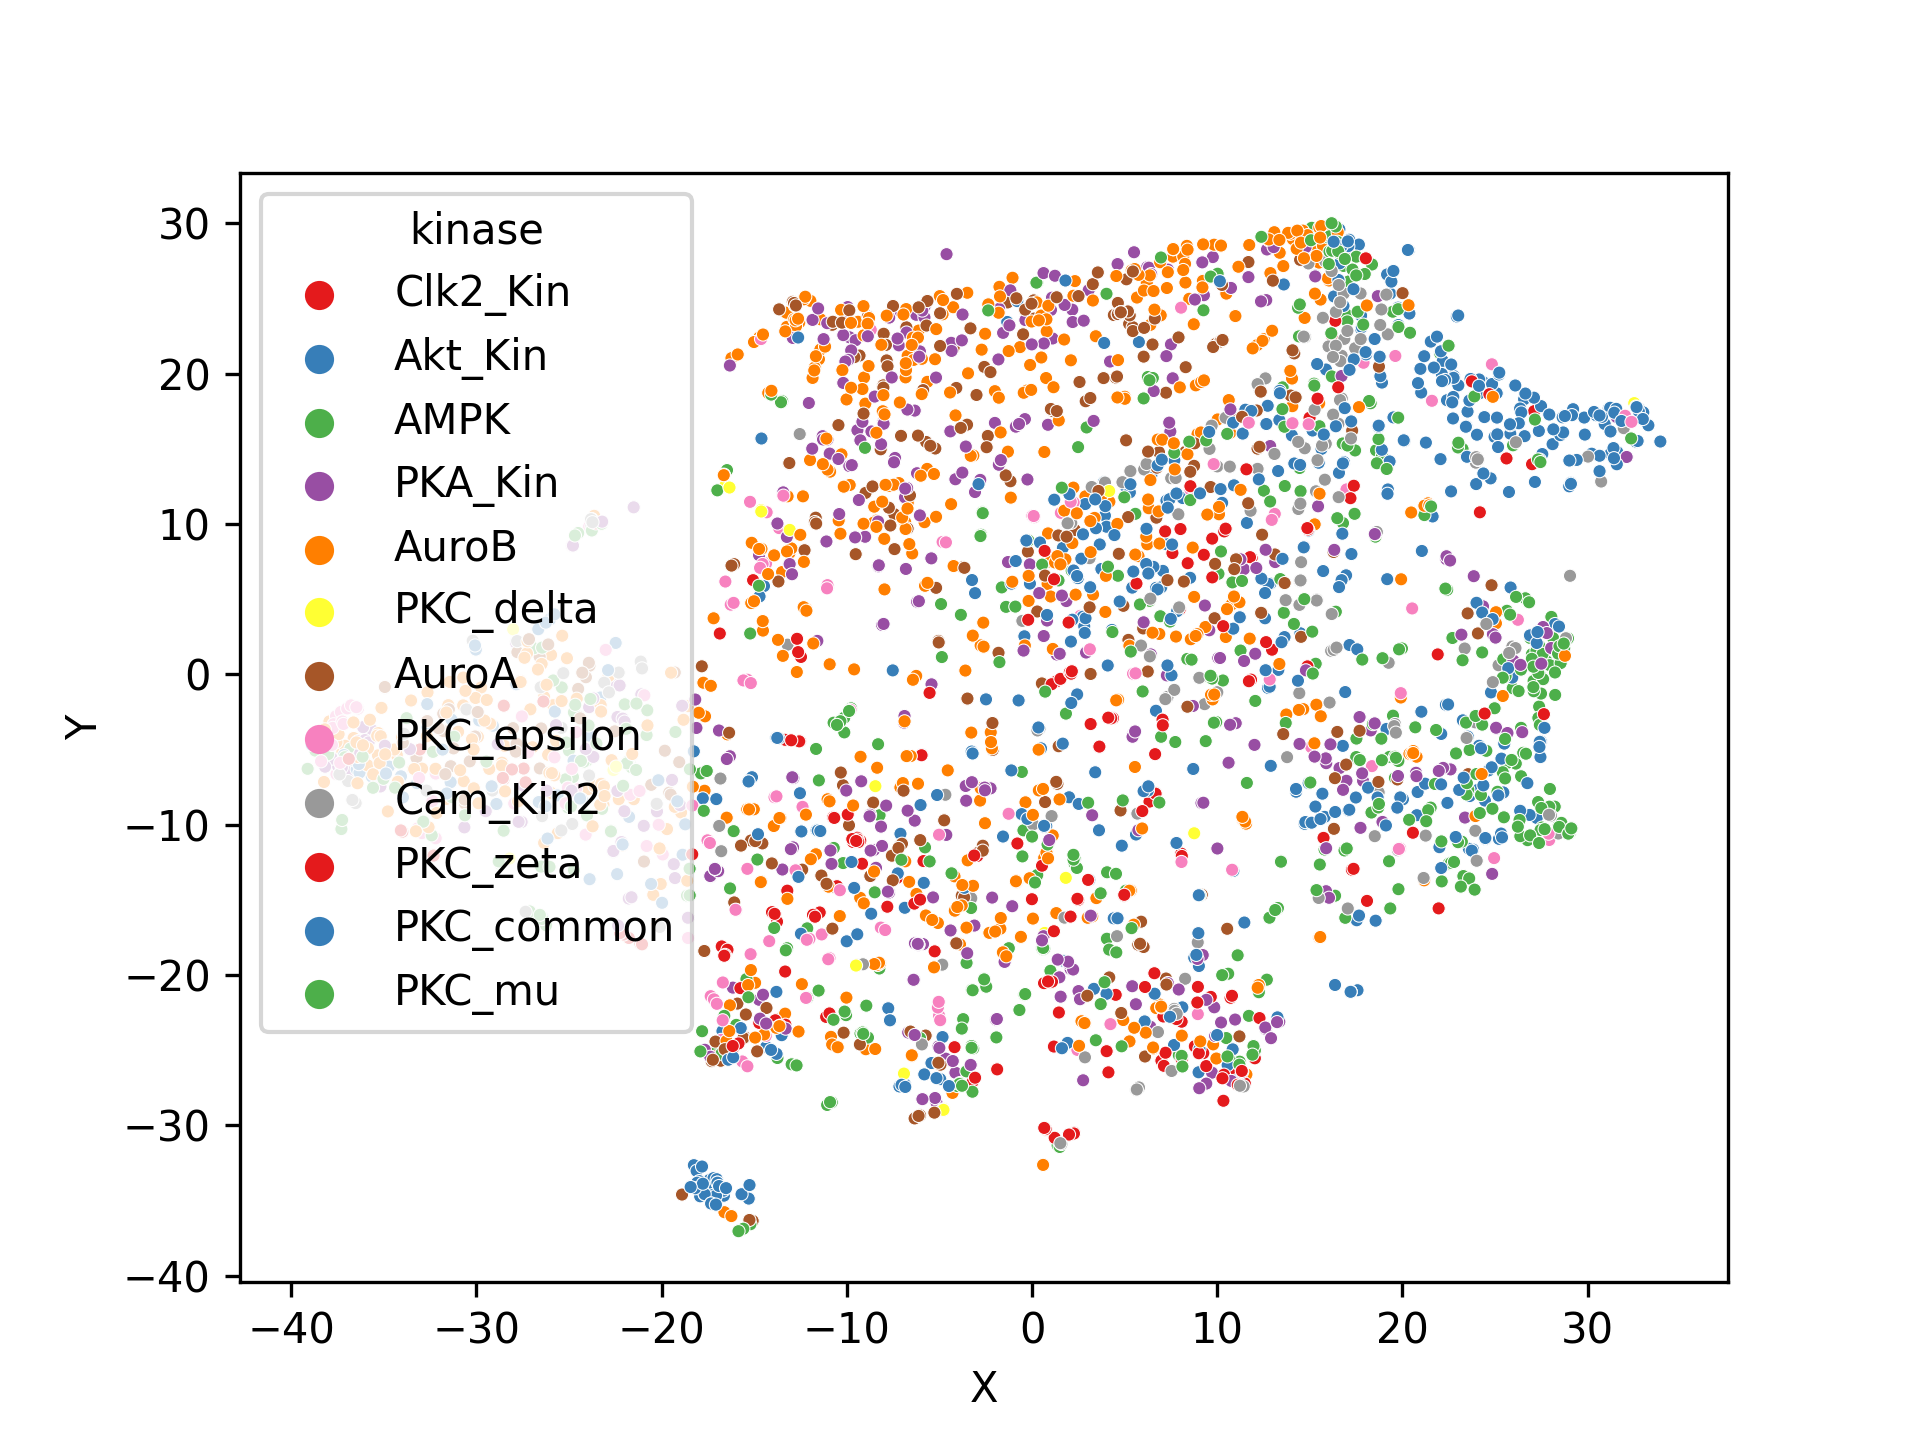 kinase
Clk2_Kin
Akt_Kin
AMPK
PKA_Kin
AuroB
PKC_delta
AuroA
PKC_epsilon
Cam_Kin2
PKC_zeta
PKC_common
PKC_mu
30
20
10
0
−10
−20
−30
−40
Y
−40 −30 −20 −10 0 10 20 30
X